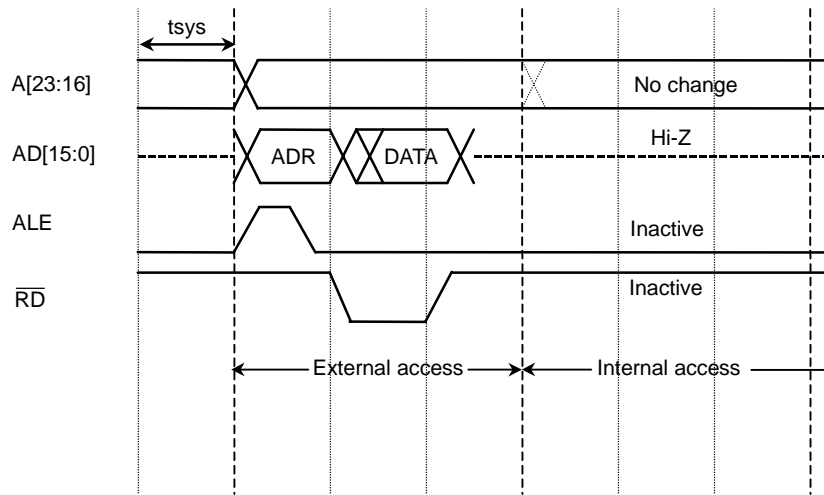 tsys
A[23:16]
No change
AD[15:0]
ADR
DATA
Hi-Z
ALE
Inactive
RD
Inactive
External access
Internal access